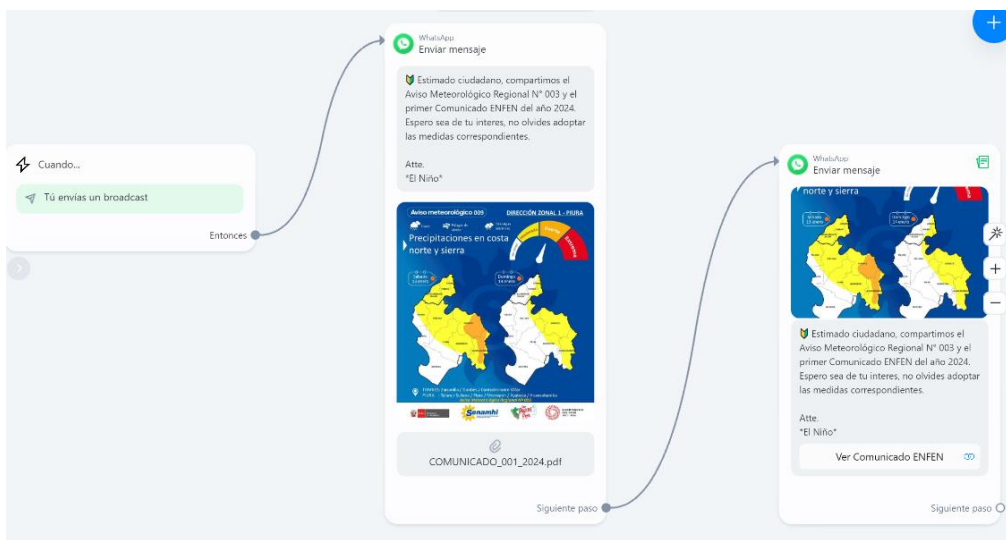 Cuando...
Tú envías un broadcast
Entonces
WhatsApp
Enviar mensaje
Estimado ciudadano, compartimos el
Aviso Meteorológico Regional N° 003 y el
primer Comunicado ENFEN del año 2024.
Espero sea de tu interes, no olvides adoptar
las medidas correspondientes.
Atte.
*El Niño*
Aviso meteorológico 009
DIRECCIÓN ZONAL 1 - PIURA
Precipitaciones en costa
norte y sierra
Senamhi
COMUNICADO_001_2024.pdf
Siguiente paso
WhatsApp
Enviar mensaje
norte y sierra
Estimado ciudadano, compartimos el
Aviso Meteorológico Regional N° 003 y el
primer Comunicado ENFEN del año 2024.
Espero sea de tu interes, no olvides adoptar
las medidas correspondientes.
Atte.
*El Niño*
Ver Comunicado ENFEN
Siguiente paso